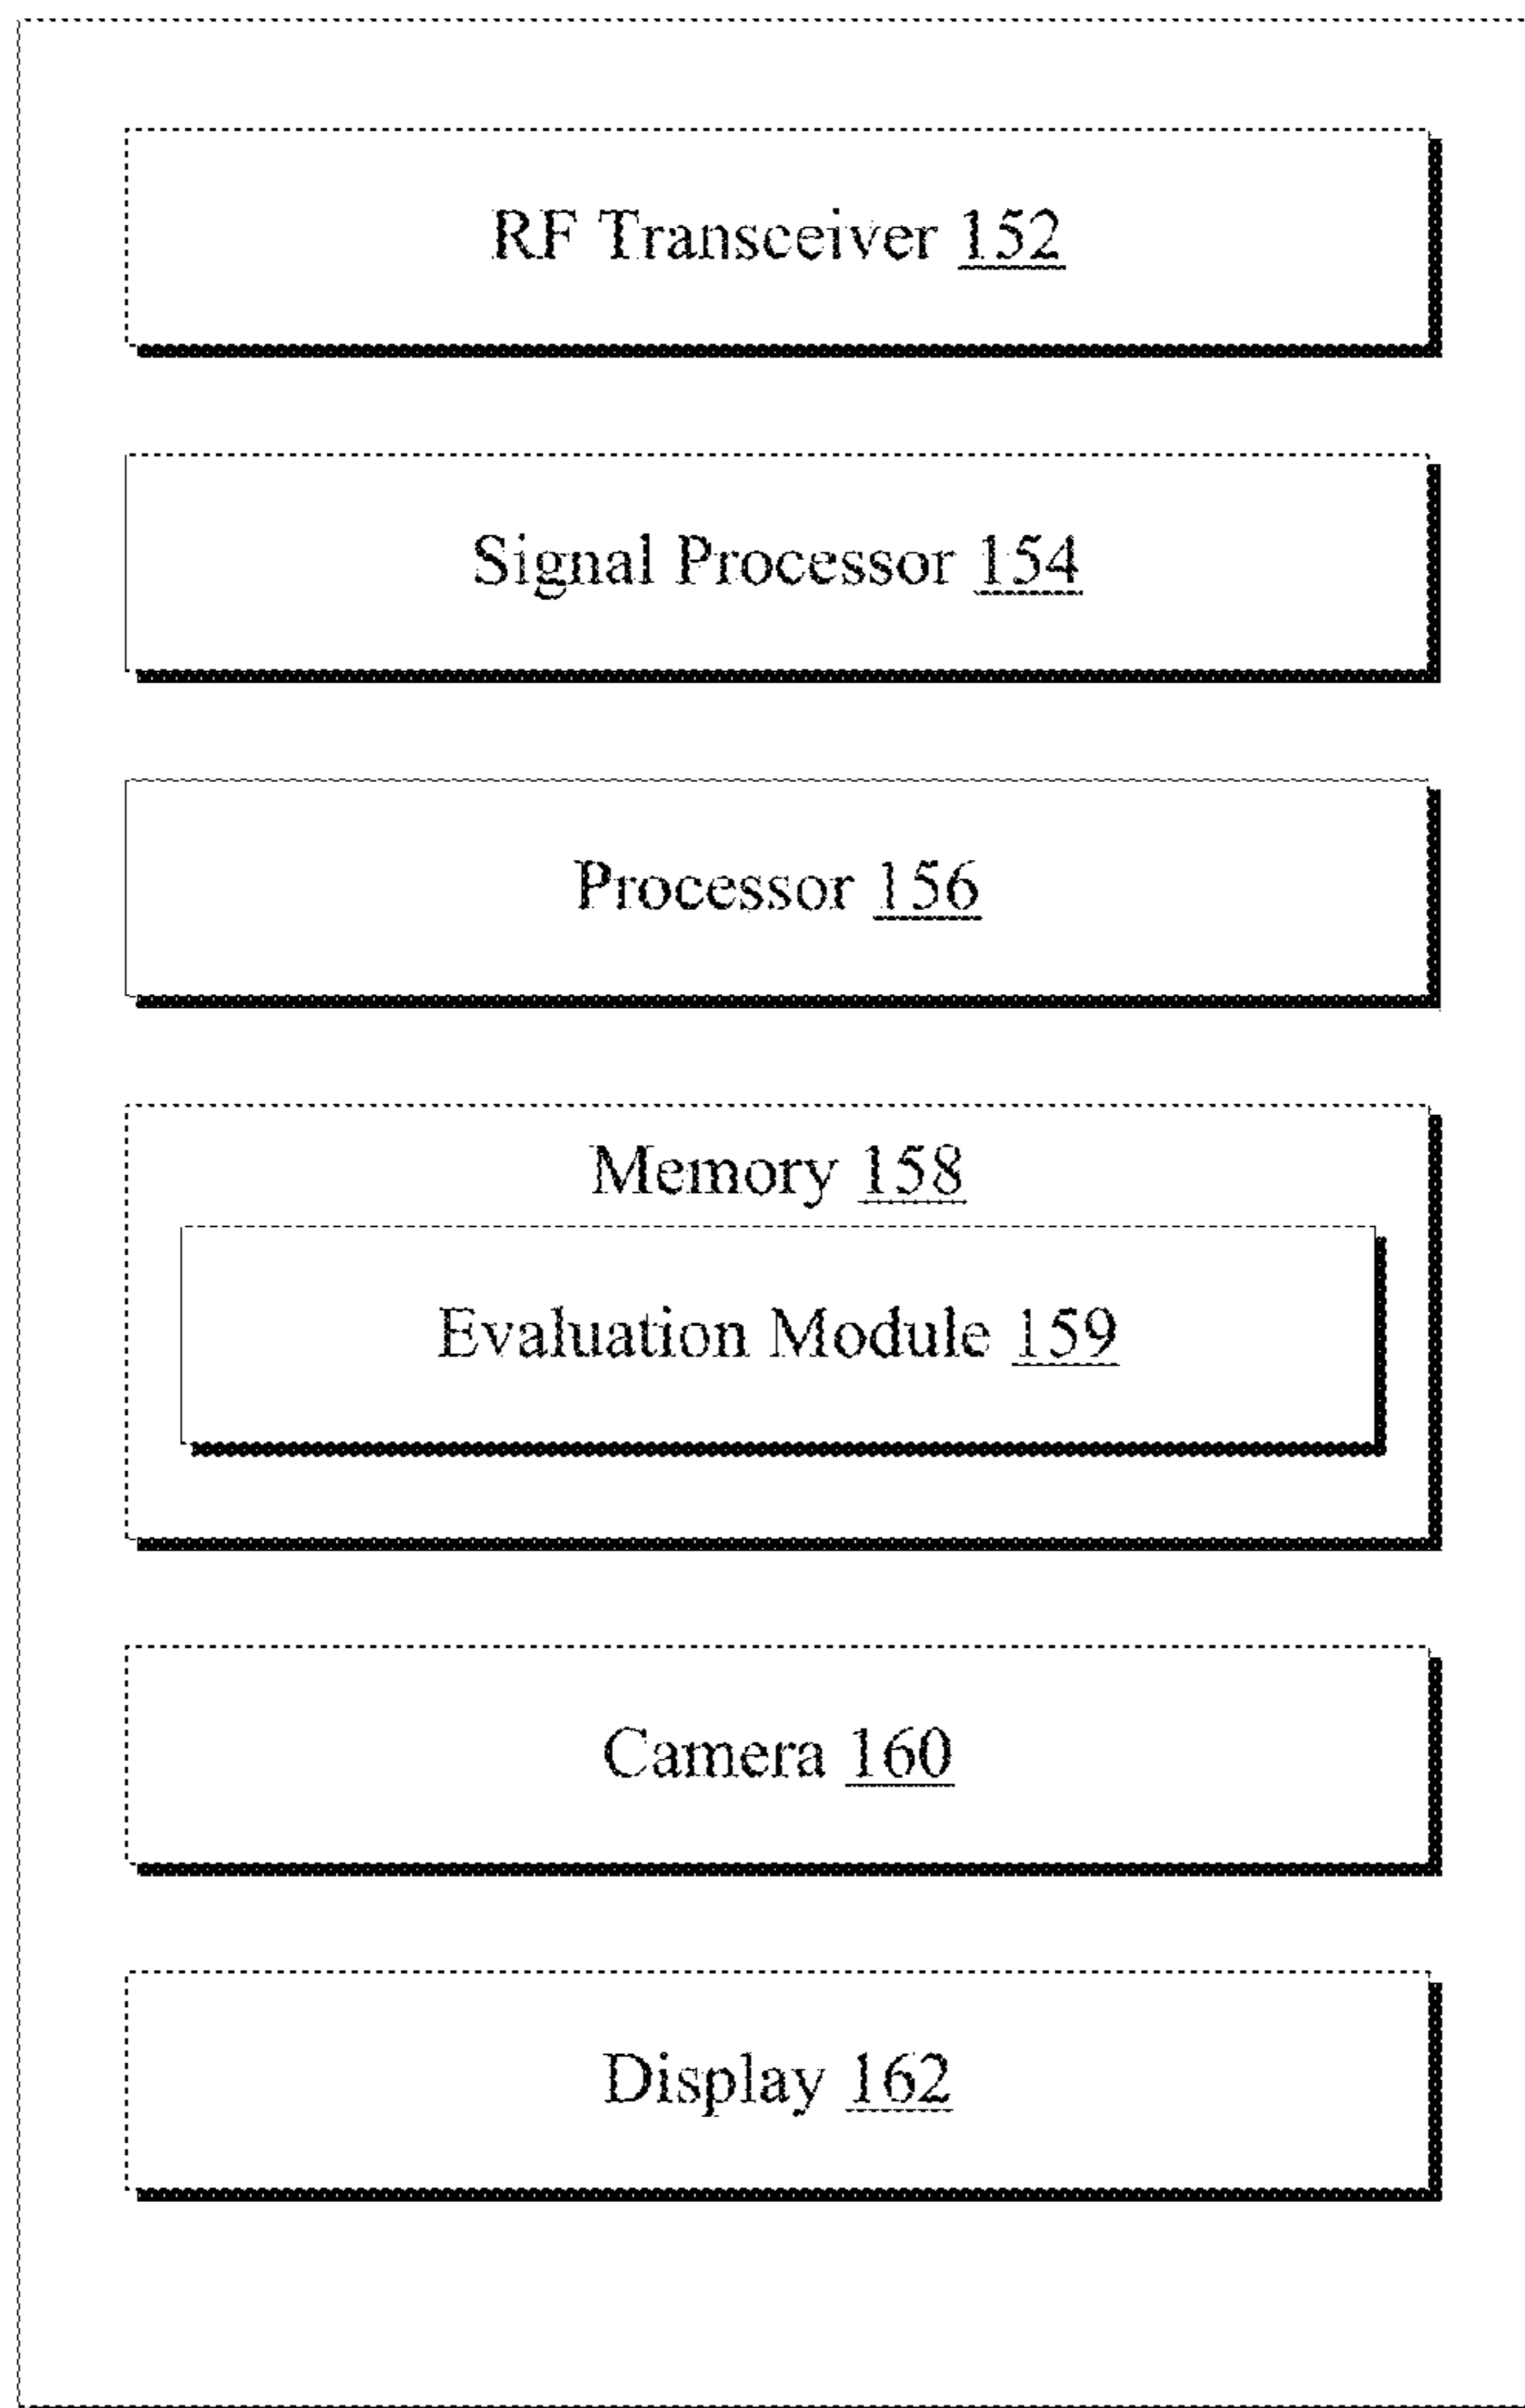 RF Transceiver 152
Signal Processor 154
Processor 156
Memory 158
Evaluation Module 159
Camera 160
Display 162